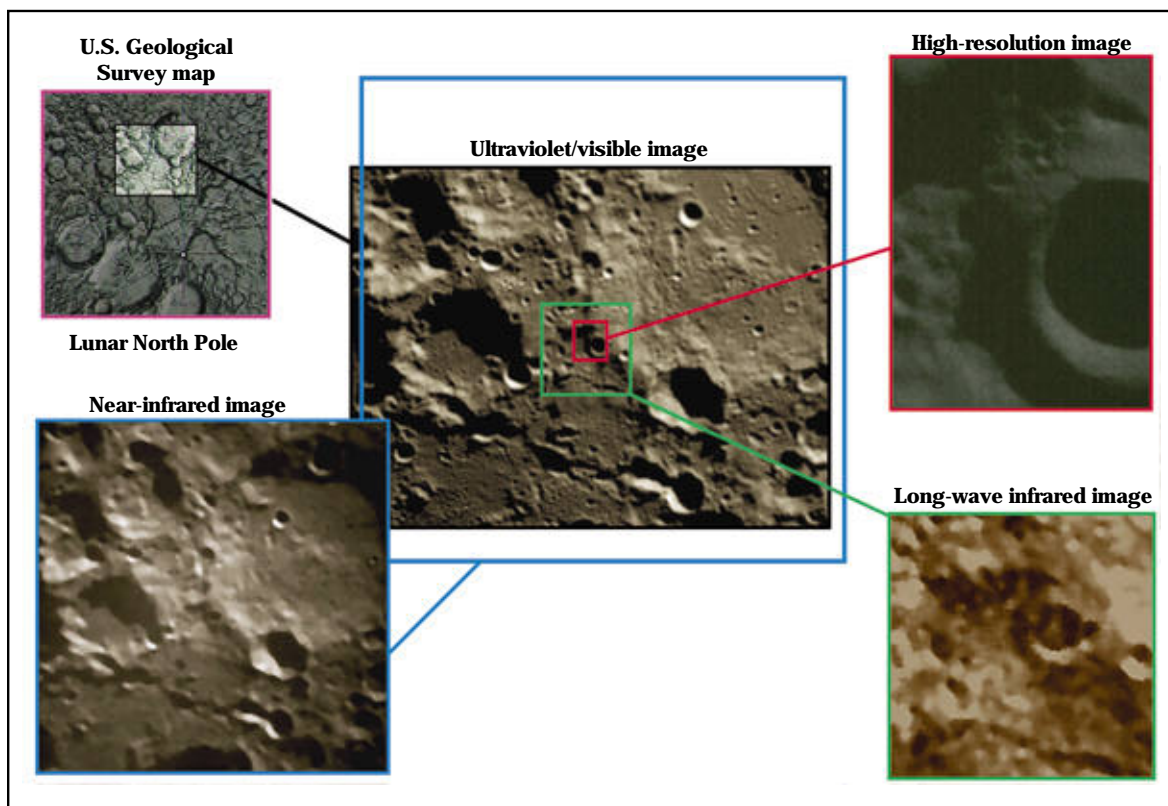 U.S. Geological
Survey map
High-resolution image
Ultraviolet/visible image
Lunar North Pole
Near-infrared image
Long-wave infrared image